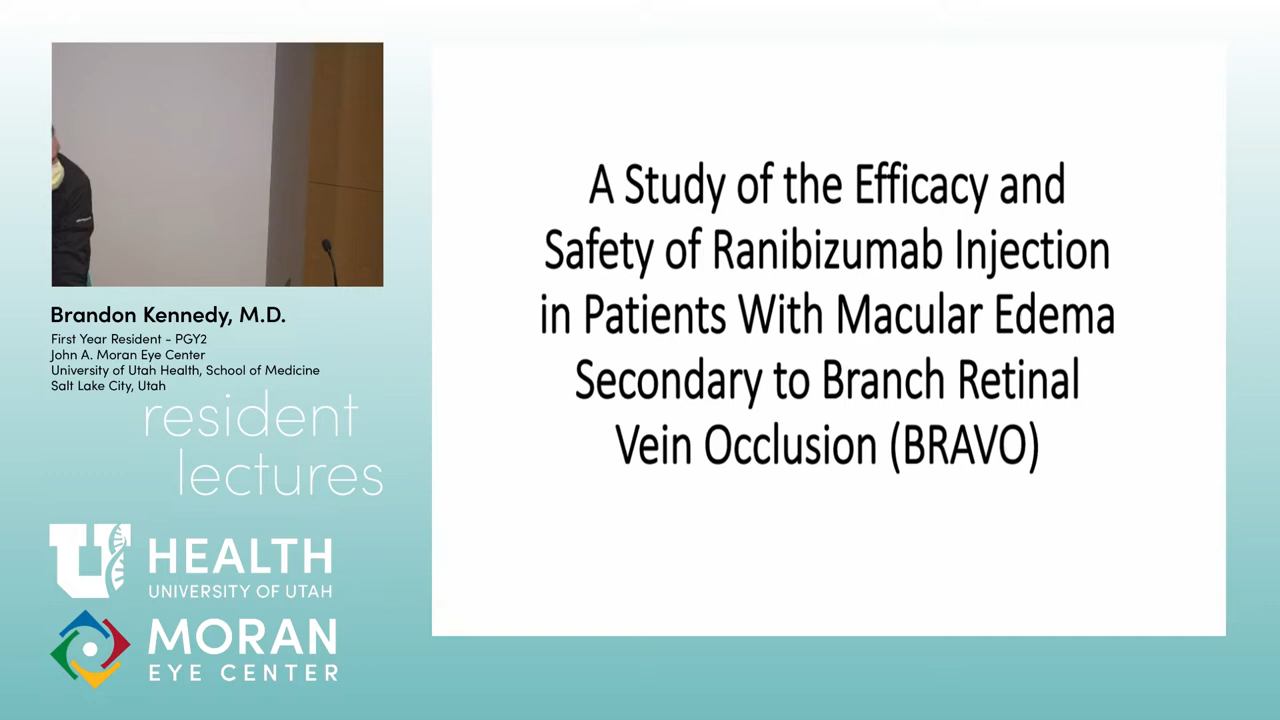 Brandon Kennedy, M.D.
First Year Resident - PGY2
John A. Moran Eye Center
University of Utah Health, School of Medicine
Salt Lake City, Utah
resident
lectures
U HEALTH
UNIVERSITY OF UTAH
MORAN
EYE CENTER
A Study of the Efficacy and
Safety of Ranibizumab Injection
in Patients With Macular Edema
Secondary to Branch Retinal
Vein Occlusion (BRAVO)